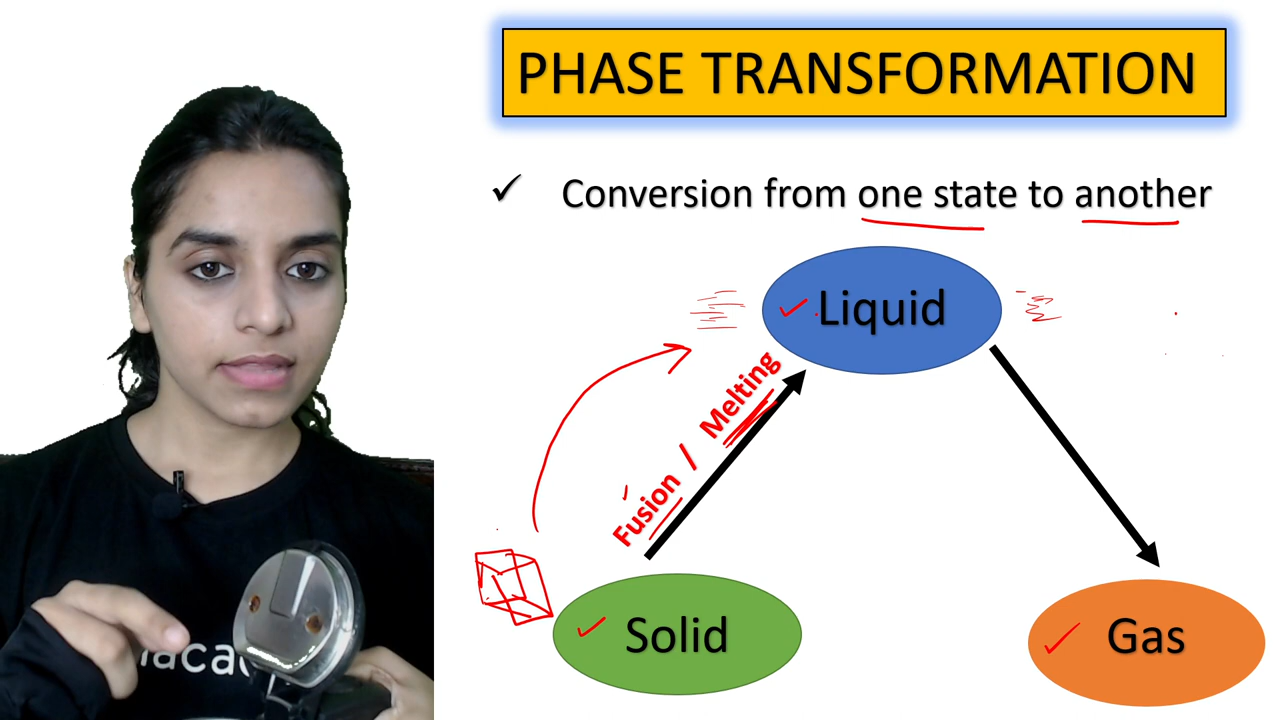 PHASE TRANSFORMATION
✓ Conversion from one state to another
Liquid
Fusion / Melting
Solid
Gas